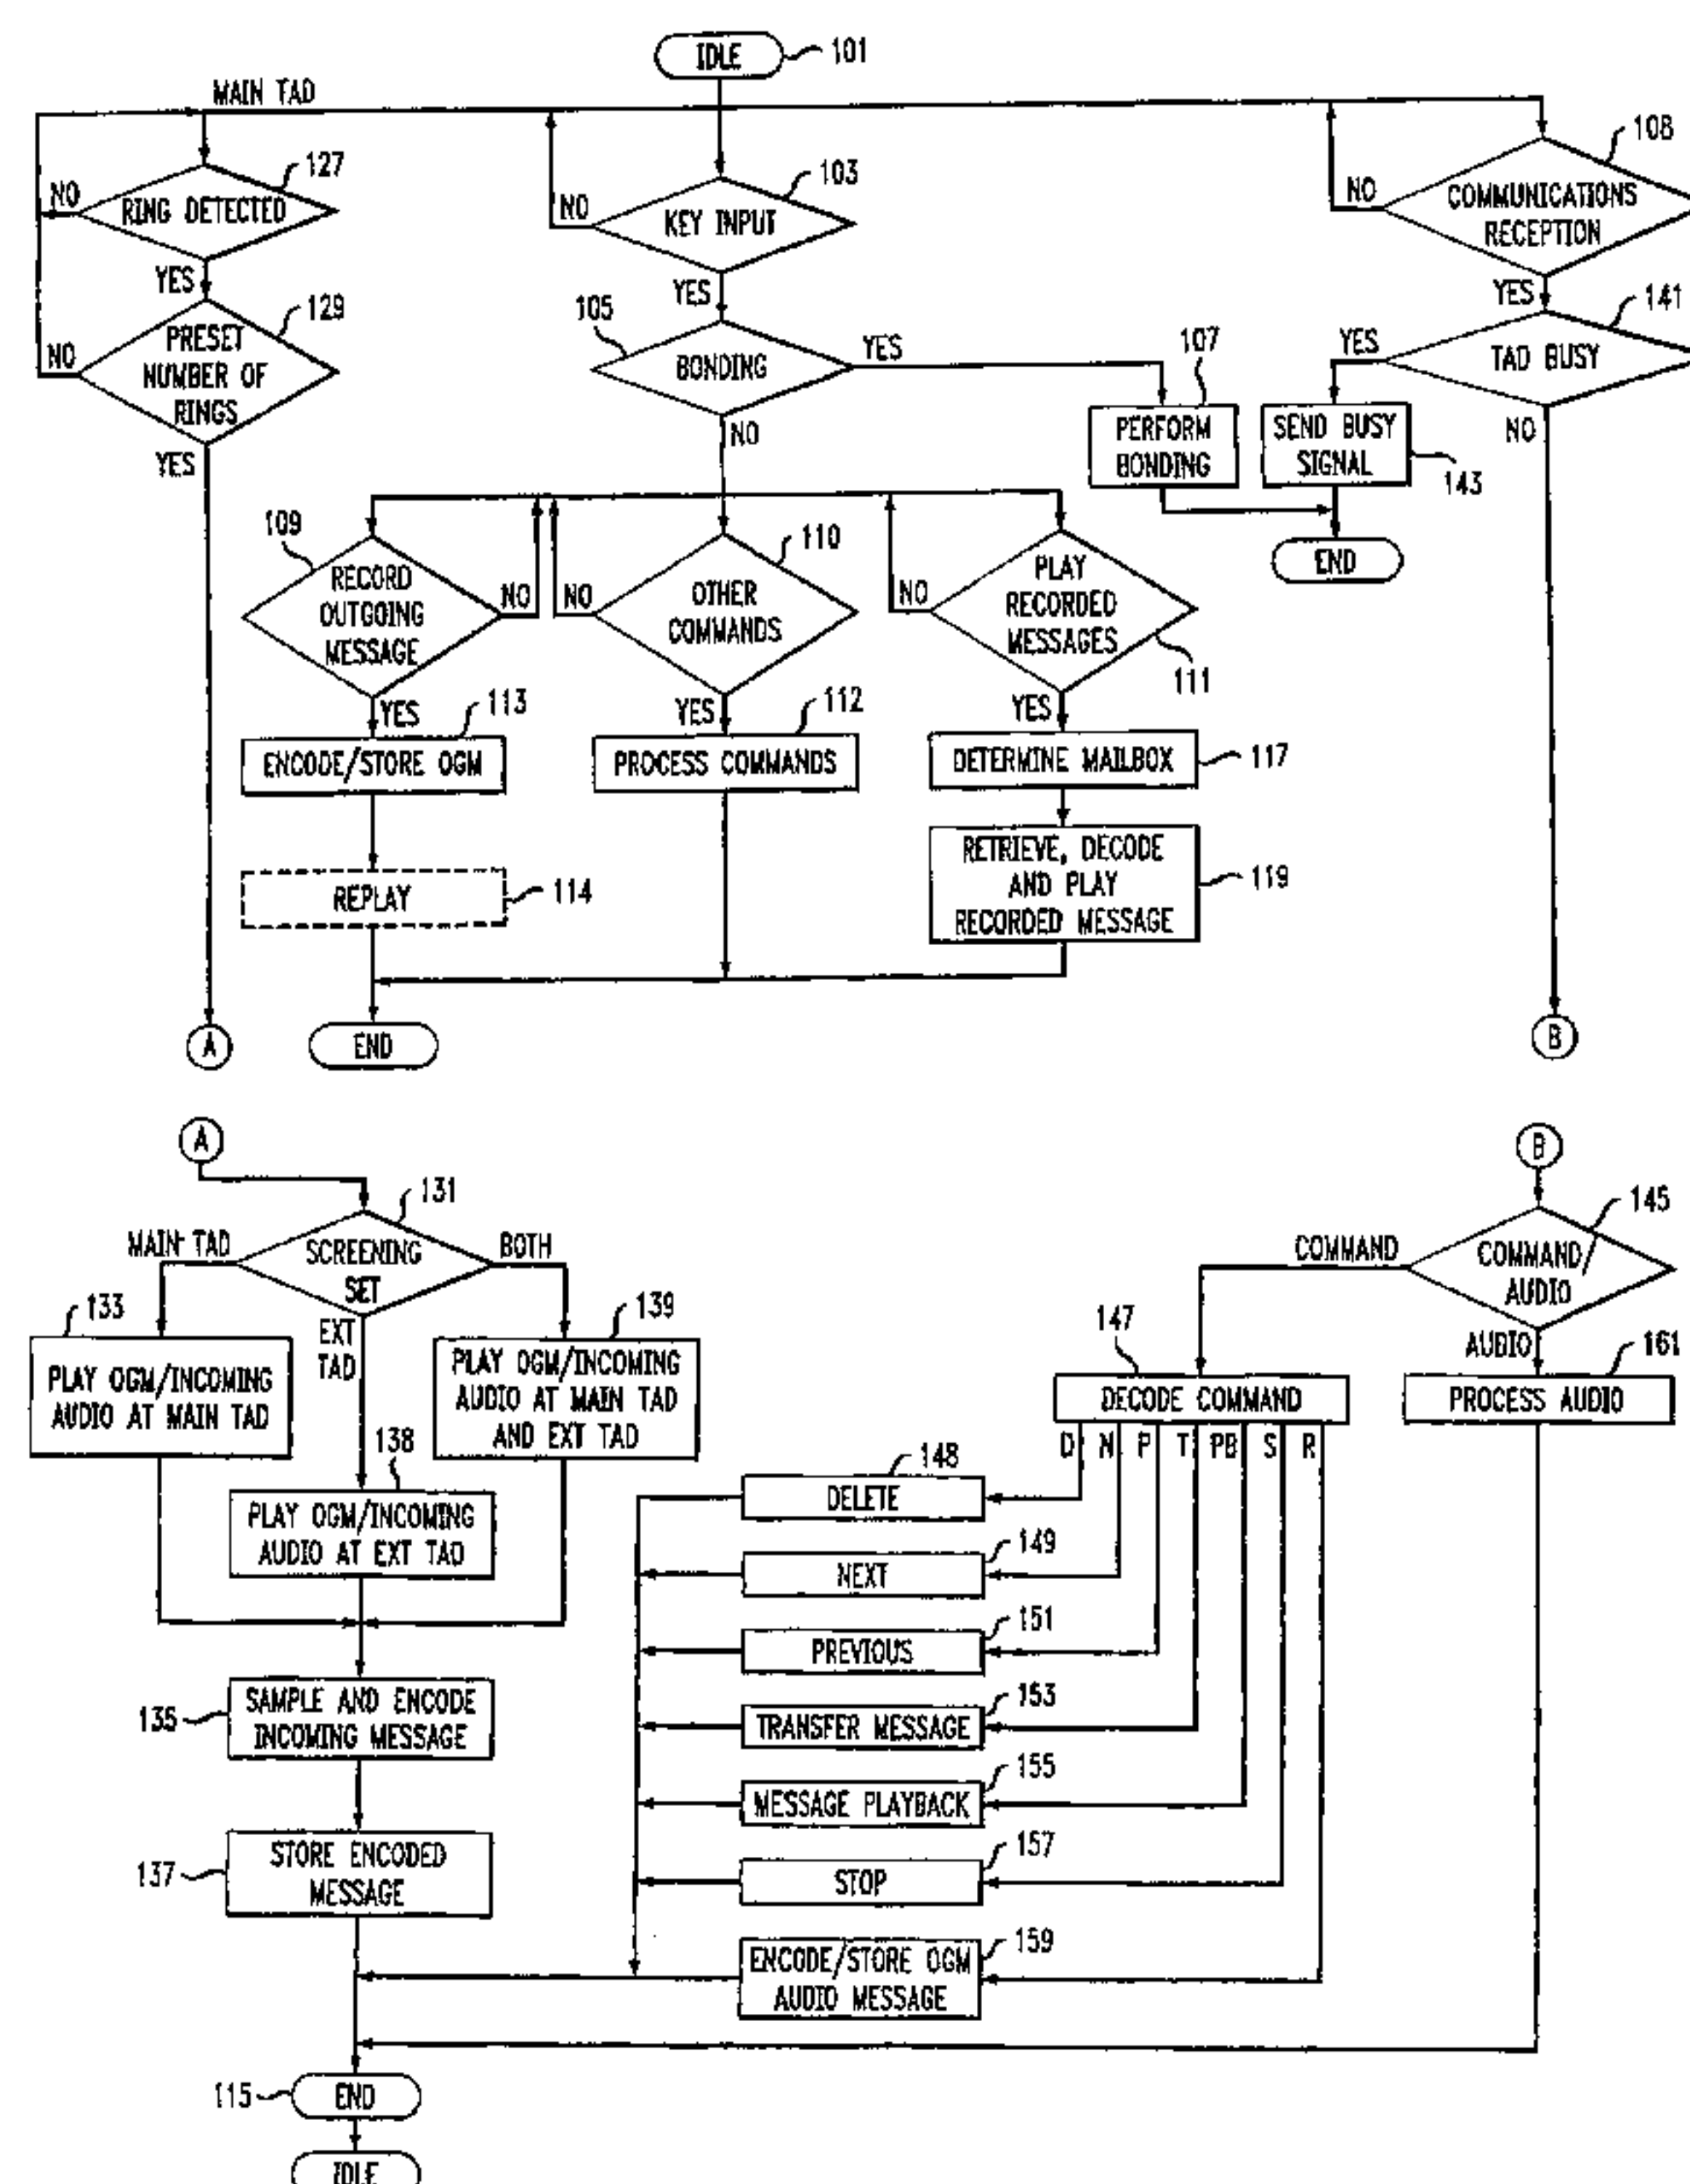 IDLE 101
MAIN TAD
108
127
103
NO
RING DETECTED
NO
KEY INPUT
NO
COMMUNICATIONS
RECEPTION
YES
YES
YES
129
105
141
PRESET
NUMBER OF
RINGS
NO
BONDING
YES
107
YES
TAD BUSY
NO
YES
NO
PERFORM
BONDING
SEND BUSY
SIGNAL
143
END
109
110
RECORD
OUTGOING
MESSAGE
NO
NO
OTHER
COMMANDS
NO
PLAY
RECORDED
MESSAGES
111
YES
113
YES
112
YES
ENCODE/STORE OGM
PROCESS COMMANDS
DETERMINE MAILBOX
117
REPLAY
114
RETRIEVE, DECODE
AND PLAY
RECORDED MESSAGE
119
A
END
B
A
B
131
145
MAIN TAD
SCREENING
SET
BOTH
COMMAND
COMMAND/
AUDIO
133
EXT
TAD
139
147
AUDIO
161
PLAY OGM/INCOMING
AUDIO AT MAIN TAD
PLAY OGM/INCOMING
AUDIO AT MAIN TAD
AND EXT TAD
DECODE COMMAND
PROCESS AUDIO
D N P T PB S R
138
PLAY OGM/INCOMING
AUDIO AT EXT TAD
148
DELETE
149
NEXT
151
PREVIOUS
135
SAMPLE AND ENCODE
INCOMING MESSAGE
153
TRANSFER MESSAGE
155
MESSAGE PLAYBACK
137
STORE ENCODED
MESSAGE
157
STOP
159
ENCODE/STORE OGM
AUDIO MESSAGE
115
END
IDLE